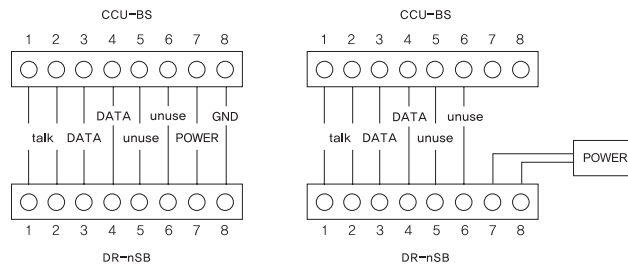 CCU-BS CCU-BS
1 2 3 4 5 6 7 8 1 2 3 4 5 6 7 8
DATA unuse GND DATA unuse
talk DATA unuse POWER talk DATA unuse
POWER
1 2 3 4 5 6 7 8 1 2 3 4 5 6 7 8
DR-nSB DR-nSB